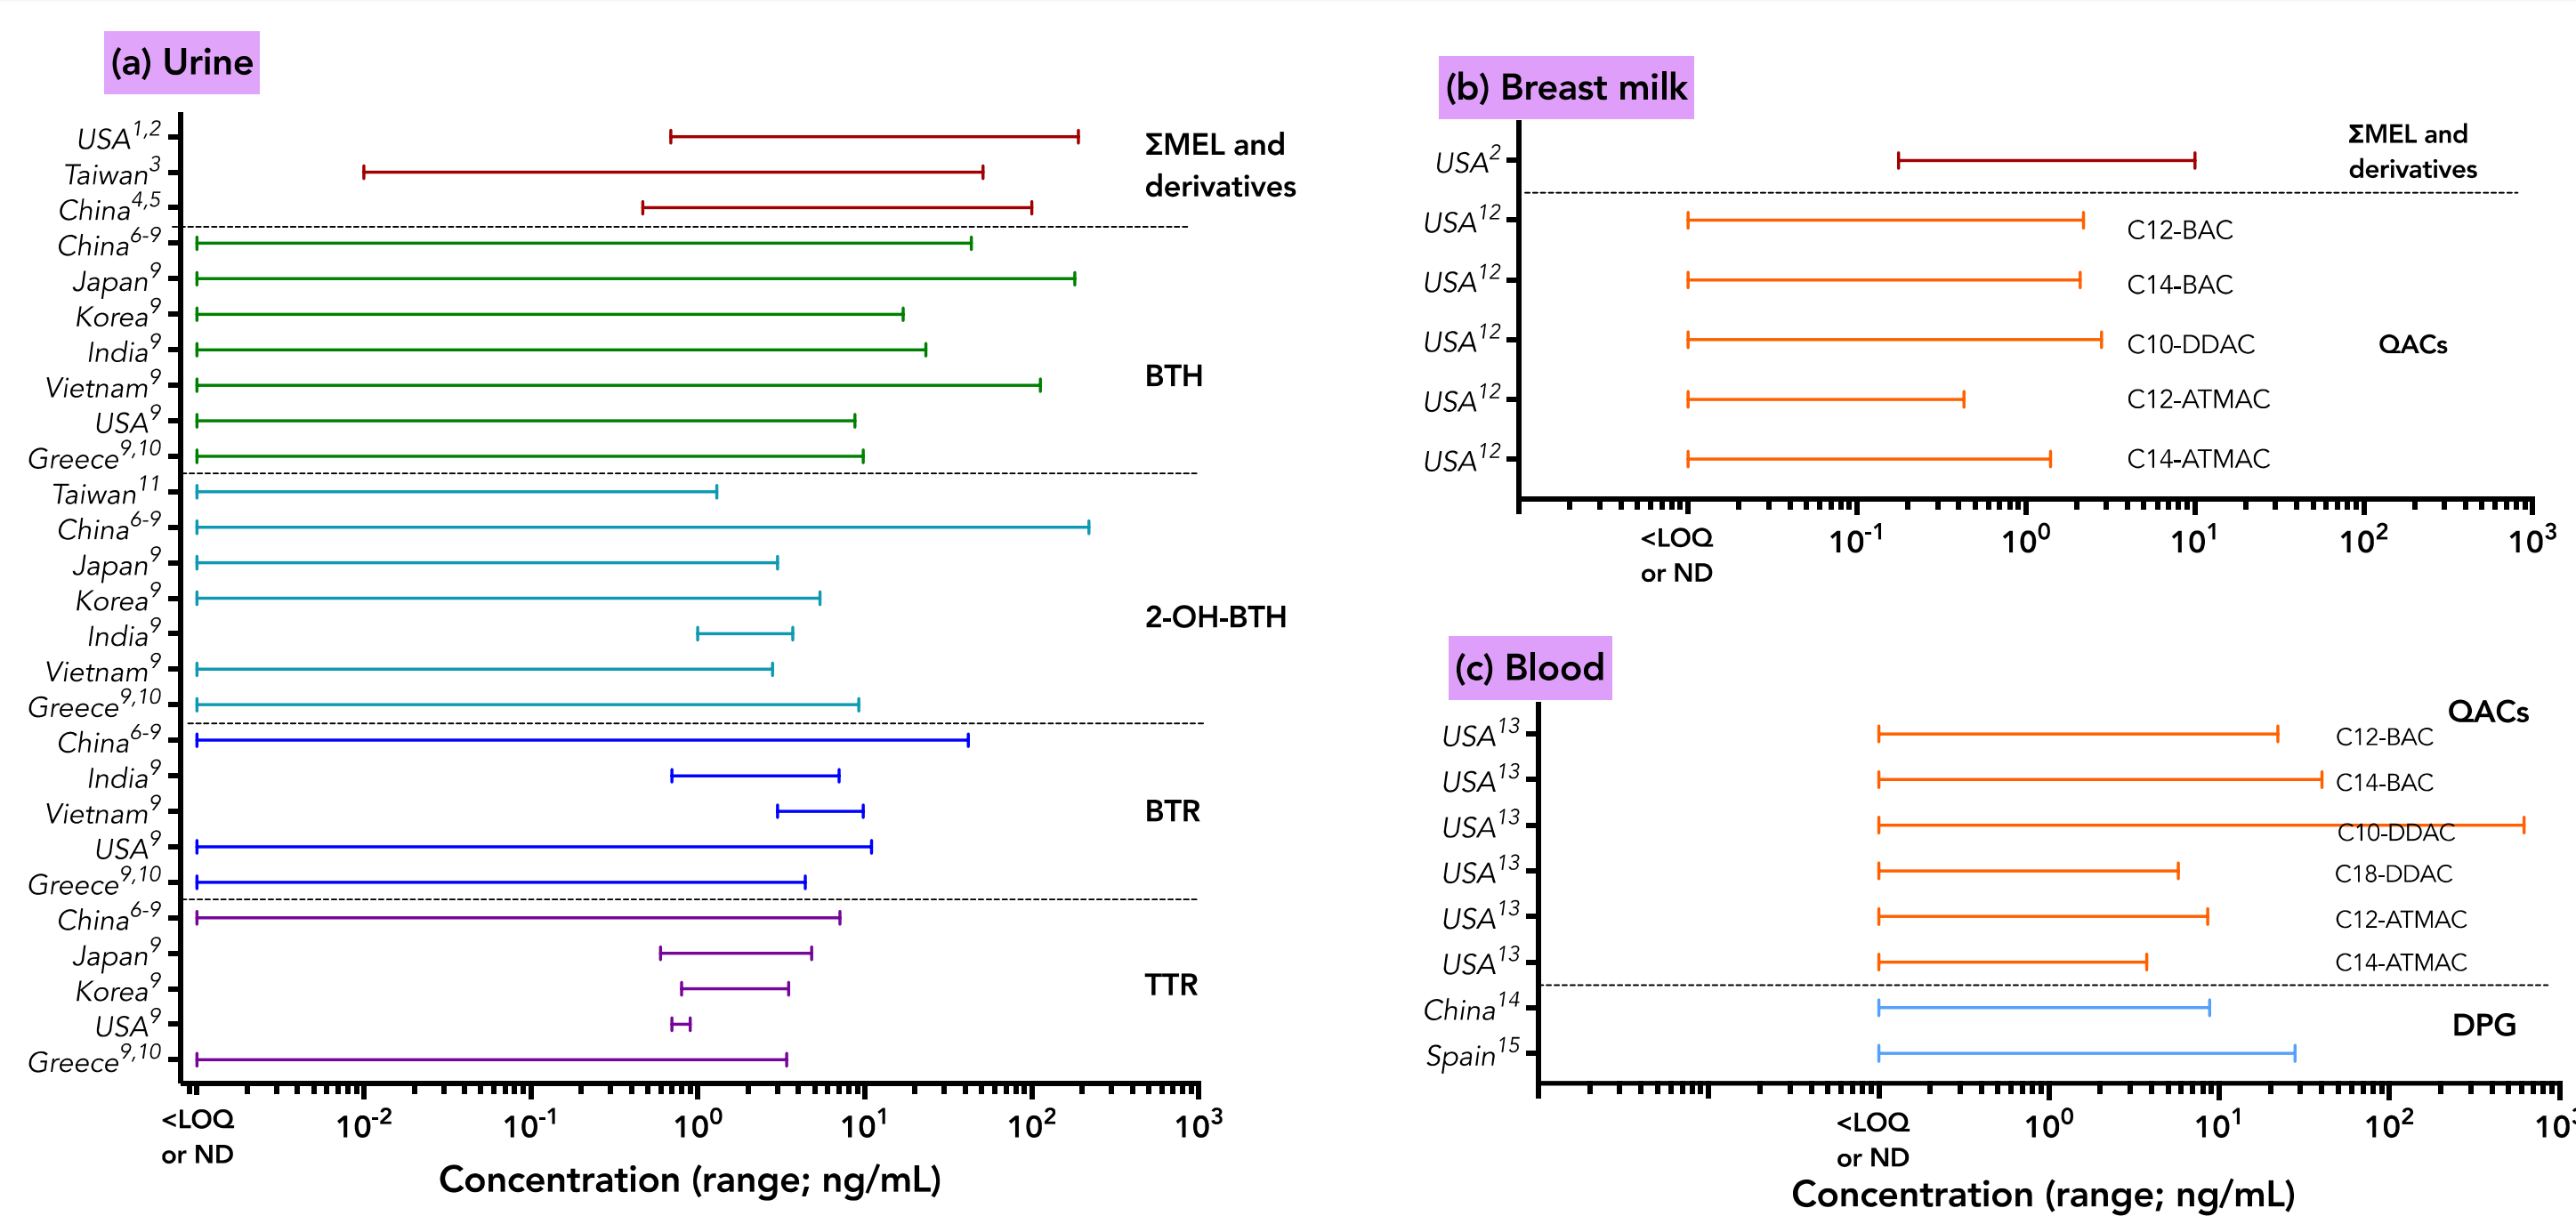 (a) Urine
USA1,2
Taiwan3
China4,5
ΣMEL and
derivatives
China6-9
Japan9
Korea9
India9
Vietnam9
USA9
Greece9,10
BTH
Taiwan11
China6-9
Japan9
Korea9
India9
Vietnam9
Greece9,10
2-OH-BTH
China6-9
India9
Vietnam9
USA9
Greece9,10
BTR
China6-9
Japan9
Korea9
USA9
Greece9,10
TTR
<LOQ
or ND
10-2
10-1
100
101
102
103
Concentration (range; ng/mL)
(b) Breast milk
USA2
ΣMEL and
derivatives
USA12
C12-BAC
USA12
C14-BAC
USA12
C10-DDAC
QACs
USA12
C12-ATMAC
USA12
C14-ATMAC
<LOQ
or ND
10-1
100
101
102
103
(c) Blood
QACs
USA13
C12-BAC
USA13
C14-BAC
USA13
C10-DDAC
USA13
C18-DDAC
USA13
C12-ATMAC
USA13
C14-ATMAC
China14
DPG
Spain15
<LOQ
or ND
100
101
102
10
Concentration (range; ng/mL)